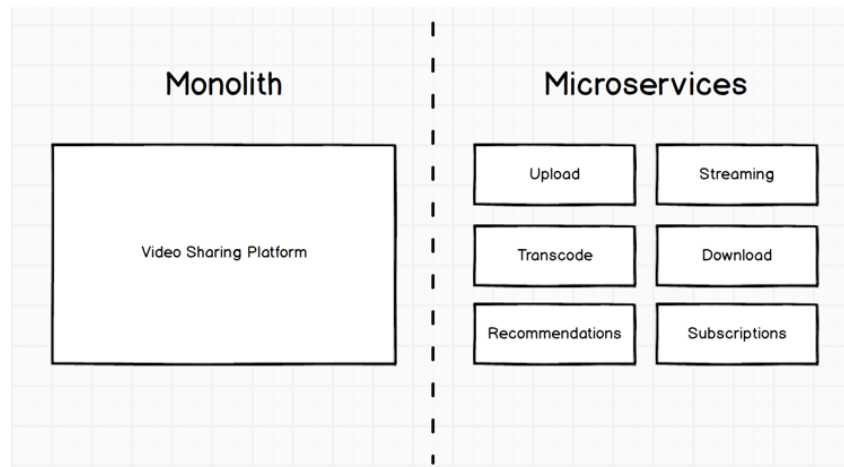 Monolith
Microservices
Video Sharing Platform
Upload
Streaming
Transcode
Download
Recommendations
Subscriptions